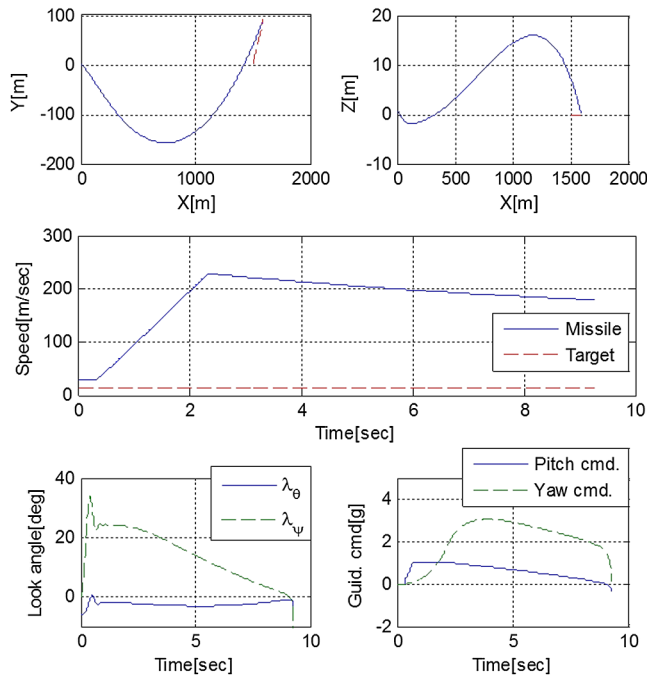 100
0
-100
-200
Y[m]
0
1000
2000
X[m]
20
10
0
-10
Z[m]
0
500
1000
1500
2000
X[m]
300
200
100
0
Speed[m/sec]
Missile
Target
0
2
4
6
8
10
Time[sec]
40
20
0
Look angle[deg]
λθ
λψ
0
5
10
Time[sec]
Pitch cmd.
Yaw cmd.
4
2
0
-2
Guid. cmd[g]
0
5
10
Time[sec]